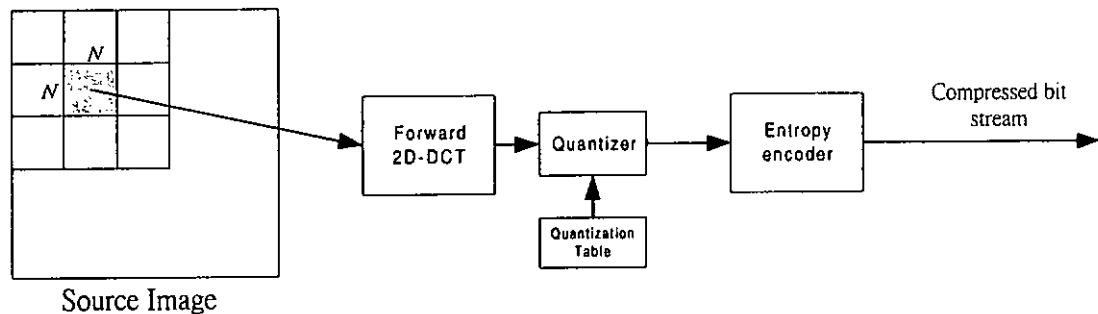 N
N
Forward
2D-DCT
Quantizer
Entropy
encoder
Compressed bit
stream
Quantization
Table
Source Image